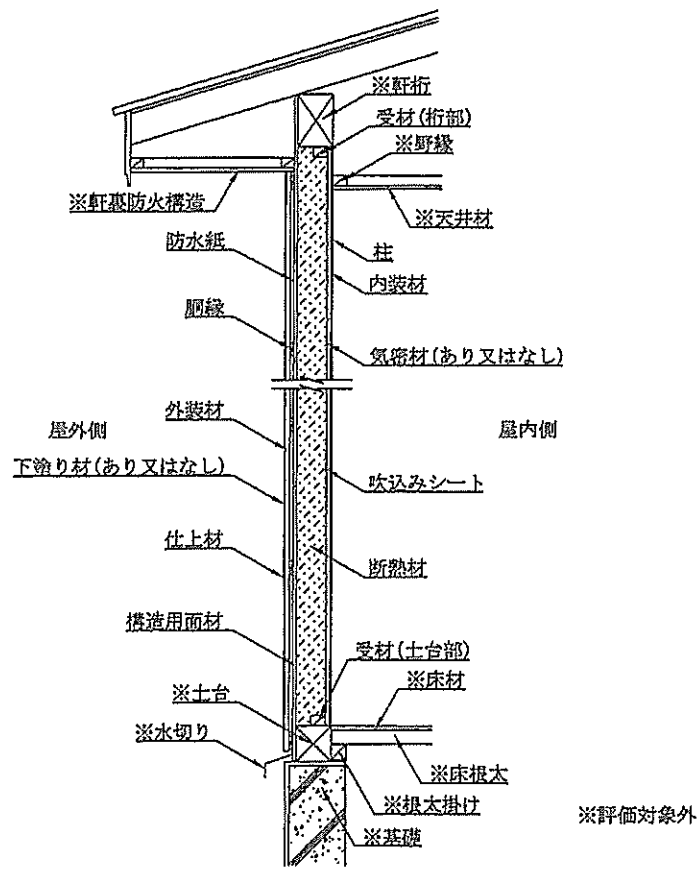 ※軒桁
受材(桁部)
※野縁
※軒裏防火構造
※天井材
防水紙
柱
内装材
胴縁
気密材(あり又はなし)
外装材
屋外側
屋内側
下塗り材(あり又はなし)
吹込みシート
仕上材
断熱材
構造用面材
受材(土台部)
※床材
※土台
※水切り
※床根太
※根太掛け
※評価対象外
※基礎